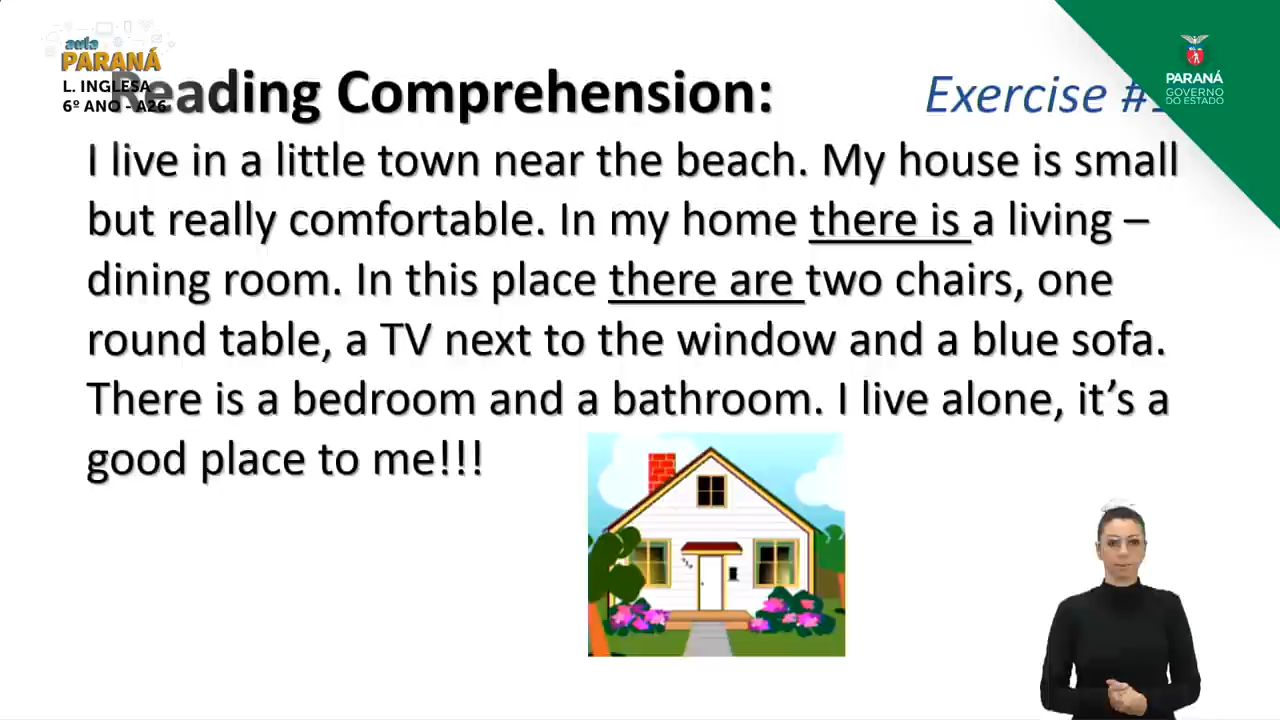 aula
PARANÁ
L. INGLESA
6º ANO - A26
Reading Comprehension:
Exercise #1
PARANÁ
GOVERNO
DO ESTADO
I live in a little town near the beach. My house is small
but really comfortable. In my home there is a living –
dining room. In this place there are two chairs, one
round table, a TV next to the window and a blue sofa.
There is a bedroom and a bathroom. I live alone, it’s a
good place to me!!!